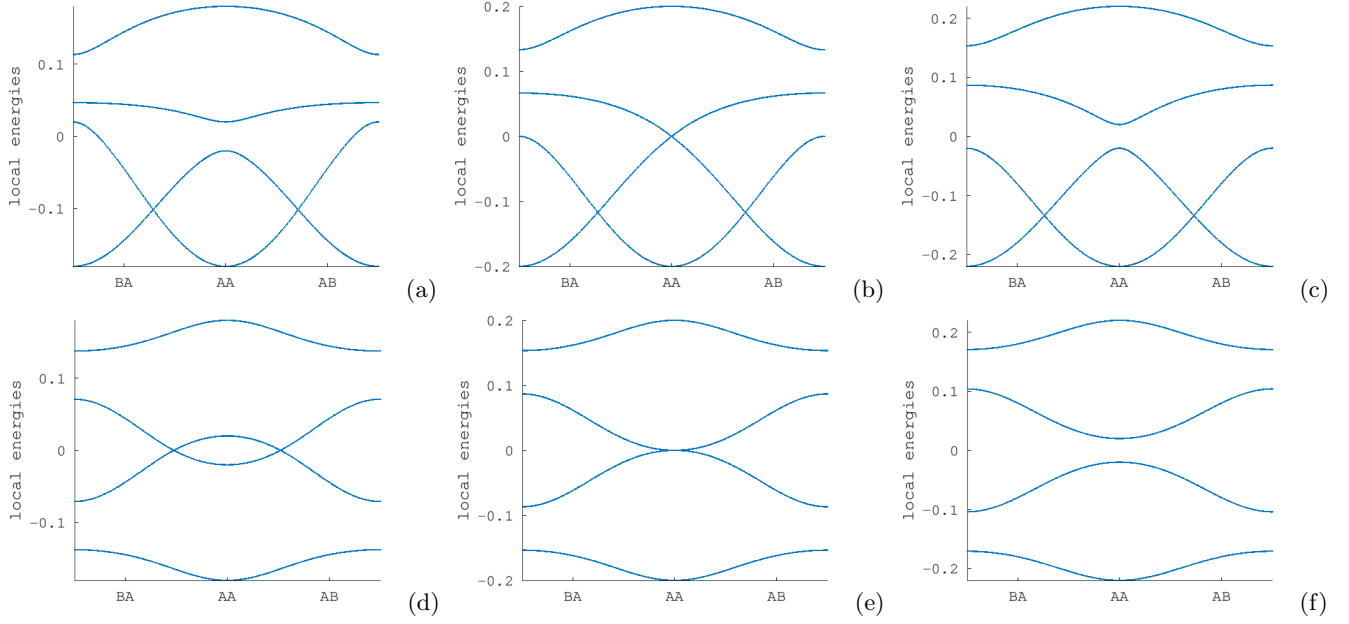 local energies
0.1
0
−0.1
BA
AA
AB
(a)
local energies
0.2
0.1
0
−0.1
−0.2
BA
AA
AB
(b)
local energies
0.2
0.1
0
−0.1
−0.2
BA
AA
AB
(c)
local energies
0.1
0
−0.1
BA
AA
AB
(d)
local energies
0.2
0.1
0
−0.1
−0.2
BA
AA
AB
(e)
local energies
0.2
0.1
0
−0.1
−0.2
BA
AA
AB
(f)